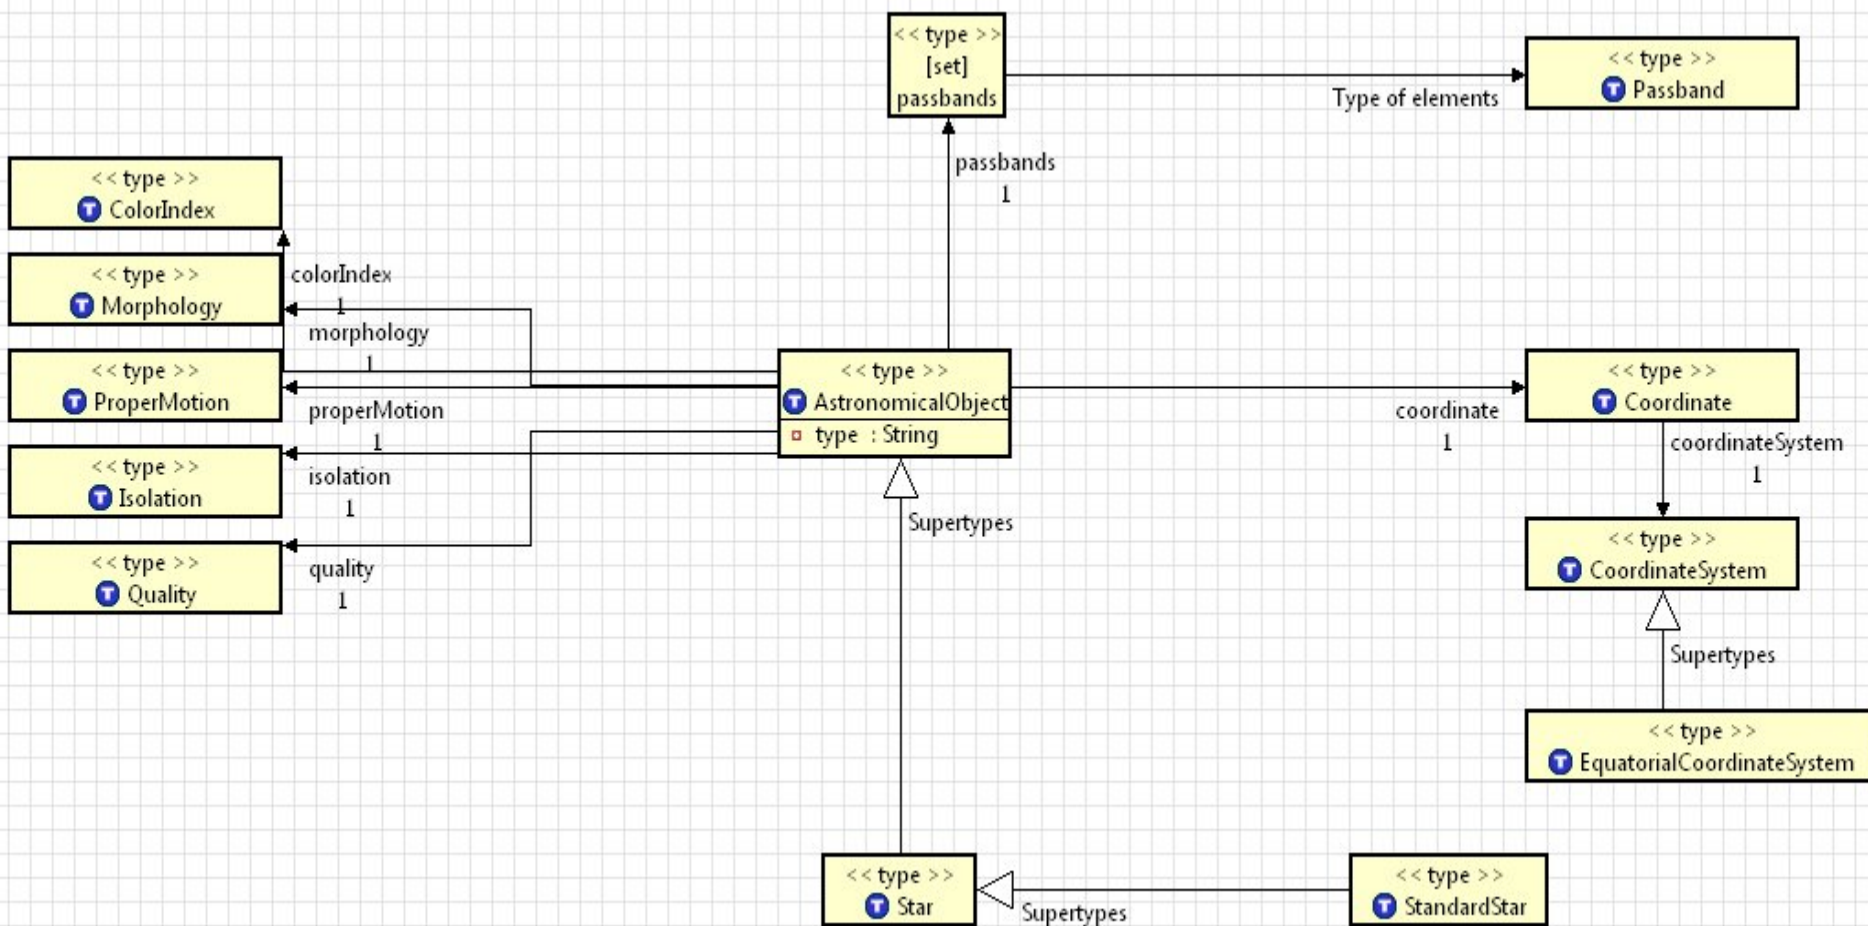 << type >>
[set]
passbands
Type of elements
<< type >>
T Passband
passbands
1
<< type >>
T ColorIndex
<< type >>
T Morphology
colorIndex
1
morphology
1
<< type >>
T ProperMotion
properMotion
1
<< type >>
T Isolation
isolation
1
<< type >>
T Quality
quality
1
<< type >>
T AstronomicalObject
type : String
coordinate
1
<< type >>
T Coordinate
coordinateSystem
1
<< type >>
T CoordinateSystem
Supertypes
<< type >>
T EquatorialCoordinateSystem
Supertypes
<< type >>
T Star
Supertypes
<< type >>
T StandardStar